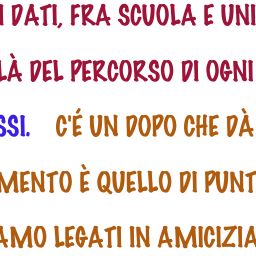 I DATI, FRA SCUOLA E UNI
LÀ DEL PERCORSO DI OGNI
SSI. C'É UN DOPO CHE DÀ
MENTO È QUELLO DI PUNT
AMO LEGATI IN AMICIZIA